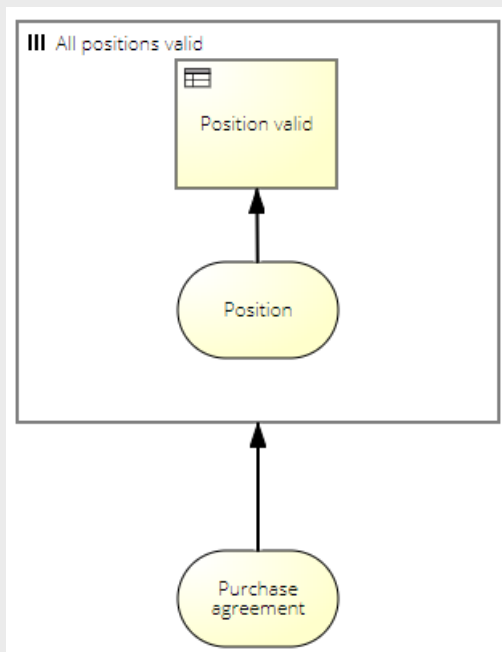 All positions valid
Position valid
Position
Purchase
agreement